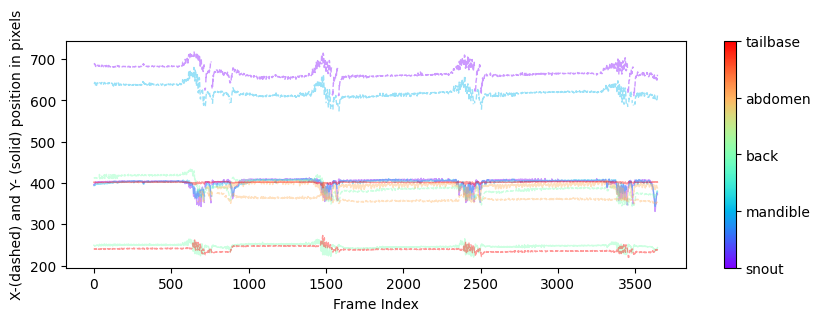 X-(dashed) and Y- (solid) position in pixels
700
600
500
400
300
200
0
500
1000
1500
2000
2500
3000
3500
Frame Index
tailbase
abdomen
back
mandible
snout